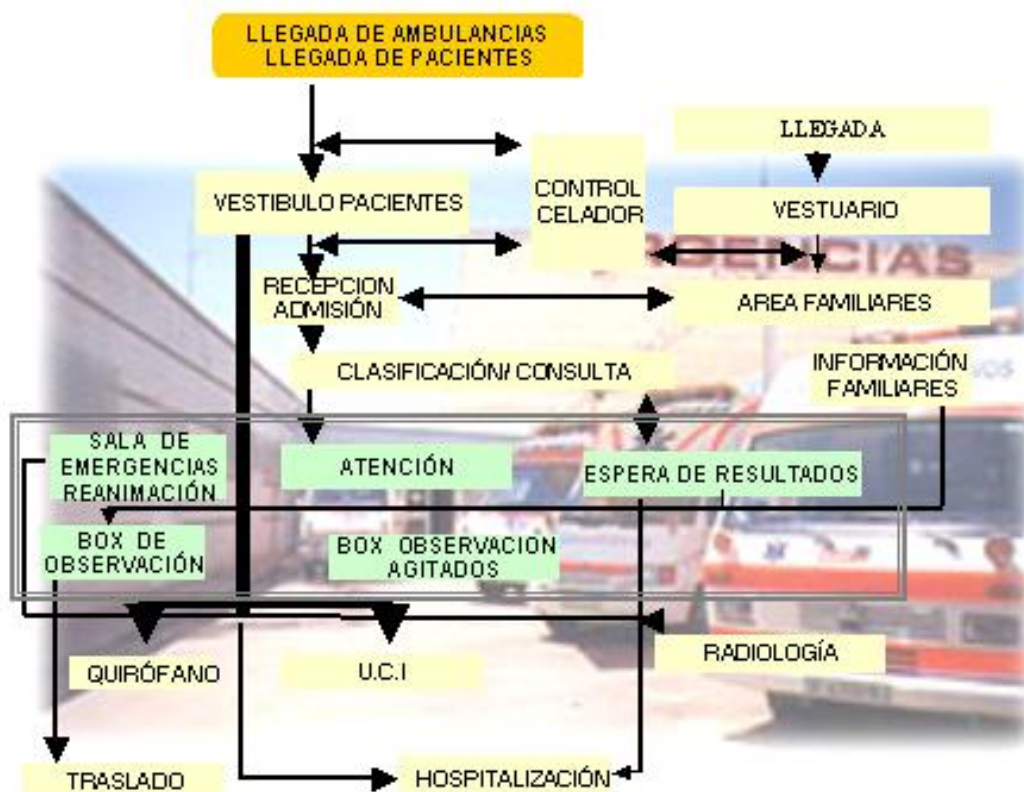 LLEGADA DE AMBULANCIAS
LLEGADA DE PACIENTES
LLEGADA
CONTROL
CELADOR
VESTIBULO PACIENTES
VESTUARIO
RECEPCION
ADMISIÓN
AREA FAMILIARES
CLASIFICACIÓN/ CONSULTA
INFORMACIÓN
FAMILIARES
SALA DE
EMERGENCIAS
REANIMACIÓN
ATENCIÓN
ESPERA DE RESULTADOS
BOX DE
OBSERVACIÓN
BOX OBSERVACION
AGITADOS
QUIRÓFANO
U.C.I
RADIOLOGÍA
TRASLADO
HOSPITALIZACIÓN